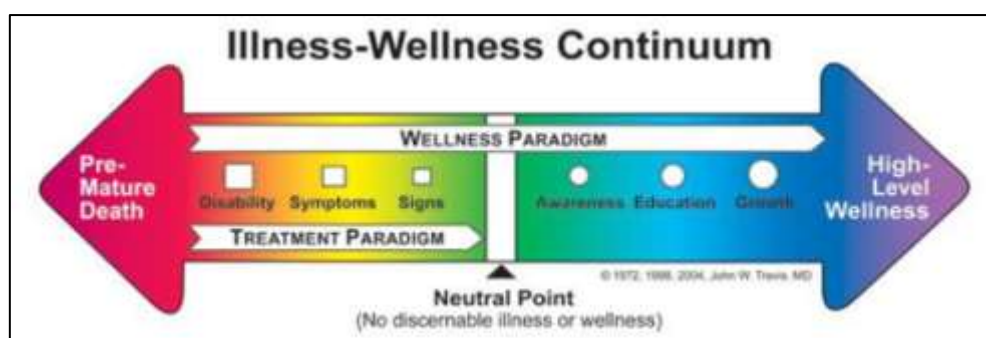 Illness-Wellness Continuum
WELLNESS PARADIGM
Pre-
Mature
Death
Disability Symptoms Signs
Awareness Education Growth
High-
Level
Wellness
TREATMENT PARADIGM
© 1972, 1988, 2004, John W. Travis, MD
Neutral Point
(No discernable illness or wellness)